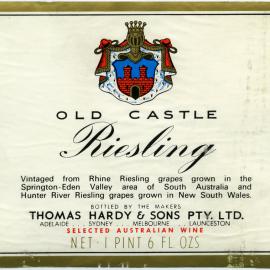 OLD CASTLE
Riesling
Vintaged from Rhine Riesling grapes grown in the
Springton-Eden Valley area of South Australia and
Hunter River Riesling grapes grown in New South Wales.
BOTTLED BY THE MAKERS
THOMAS HARDY & SONS PTY. LTD.
ADELAIDE . . . SYDNEY . . . MELBOURNE . . . LAUNCESTON
SELECTED AUSTRALIAN WINE
NET · 1 PINT 6 FL OZS